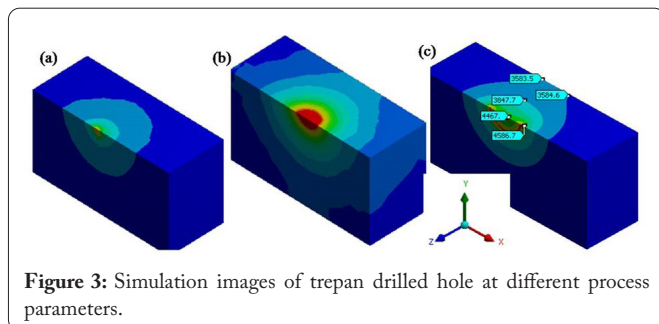 (a)
(b)
(c)
3583.5
3584.6
3847.7
4467.
4586.7
Y
Z
X
Figure 3: Simulation images of trepan drilled hole at different process
parameters.